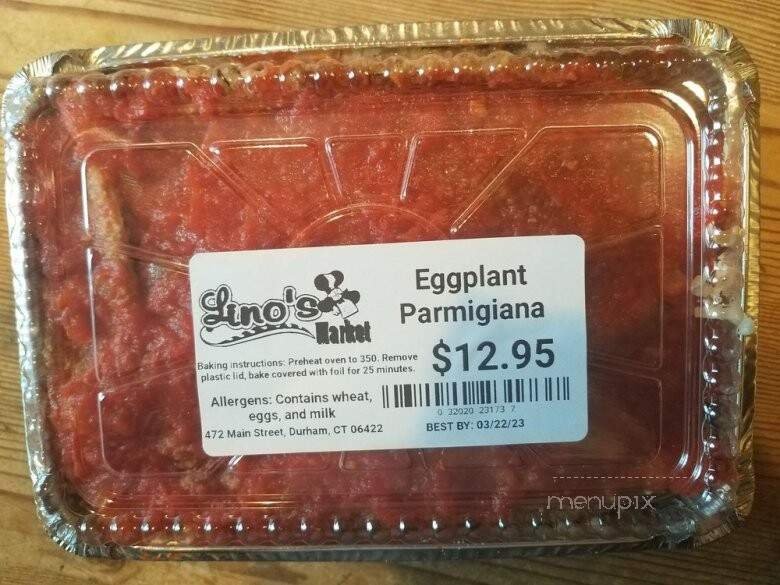 Lino's
Market
Eggplant
Parmigiana
Baking instructions: Preheat oven to 350. Remove
plastic lid, bake covered with foil for 25 minutes.
$12.95
Allergens: Contains wheat,
eggs, and milk
472 Main Street, Durham, CT 06422
0 32020 23173 7
BEST BY: 03/22/23
menupix